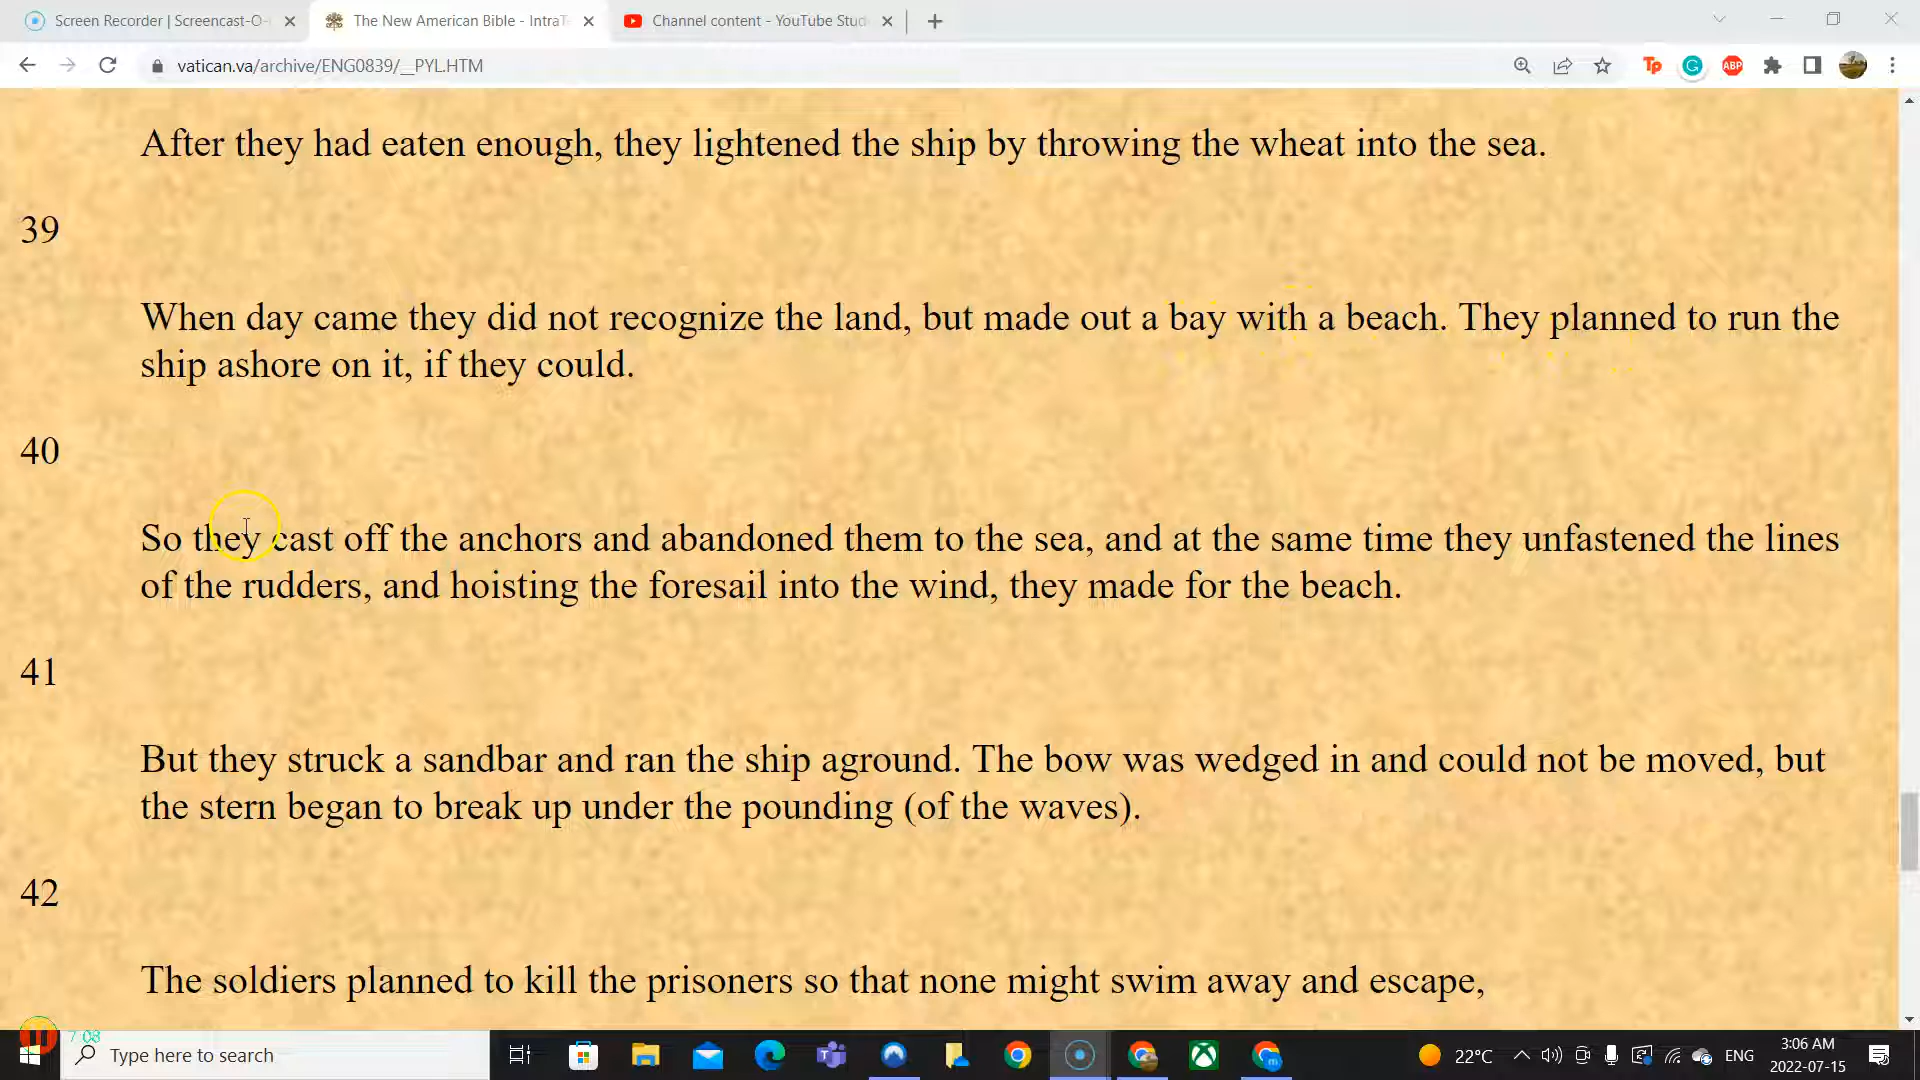 Screen Recorder | Screencast-O-
The New American Bible - IntraT
Channel content - YouTube Stud
vatican.va/archive/ENG0839/__PYL.HTM
After they had eaten enough, they lightened the ship by throwing the wheat into the sea.
39
When day came they did not recognize the land, but made out a bay with a beach. They planned to run the
ship ashore on it, if they could.
40
So they cast off the anchors and abandoned them to the sea, and at the same time they unfastened the lines
of the rudders, and hoisting the foresail into the wind, they made for the beach.
41
But they struck a sandbar and ran the ship aground. The bow was wedged in and could not be moved, but
the stern began to break up under the pounding (of the waves).
42
The soldiers planned to kill the prisoners so that none might swim away and escape,
7:08
Type here to search
22°C
ENG
3:06 AM
2022-07-15